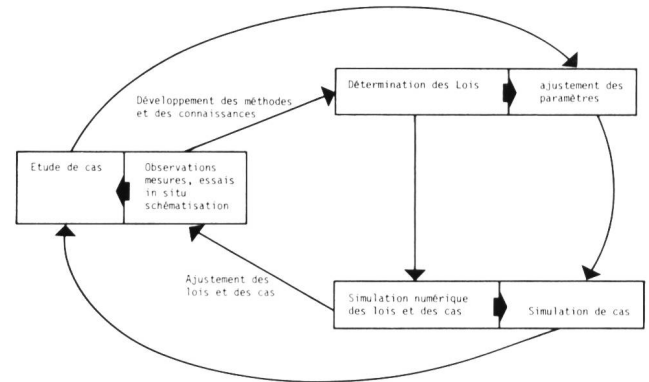 Détermination des Lois
ajustement des
paramètres
Développement des méthodes
et des connaissances
Etude de cas
Observations
mesures, essais
in situ
schématisation
Ajustement des
lois et des cas
Simulation numérique
des lois et des cas
Simulation de cas